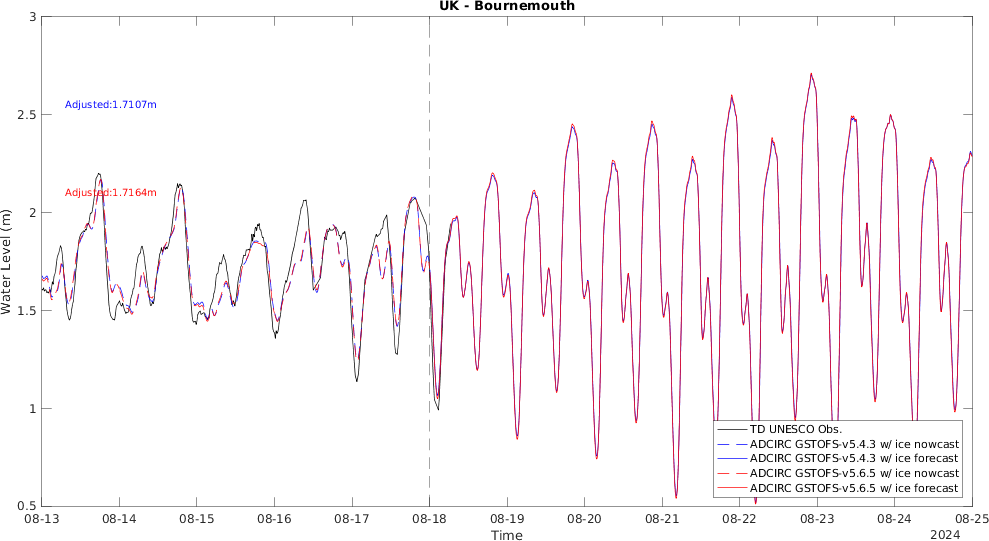 UK - Bournemouth
3
2.5
2
1.5
1
0.5
Water Level (m)
Adjusted:1.7107m
Adjusted:1.7164m
TD UNESCO Obs.
ADCIRC GSTOFS-v5.4.3 w/ ice nowcast
ADCIRC GSTOFS-v5.4.3 w/ ice forecast
ADCIRC GSTOFS-v5.6.5 w/ ice nowcast
ADCIRC GSTOFS-v5.6.5 w/ ice forecast
08-13 08-14 08-15 08-16 08-17 08-18 08-19 08-20 08-21 08-22 08-23 08-24 08-25
Time
2024